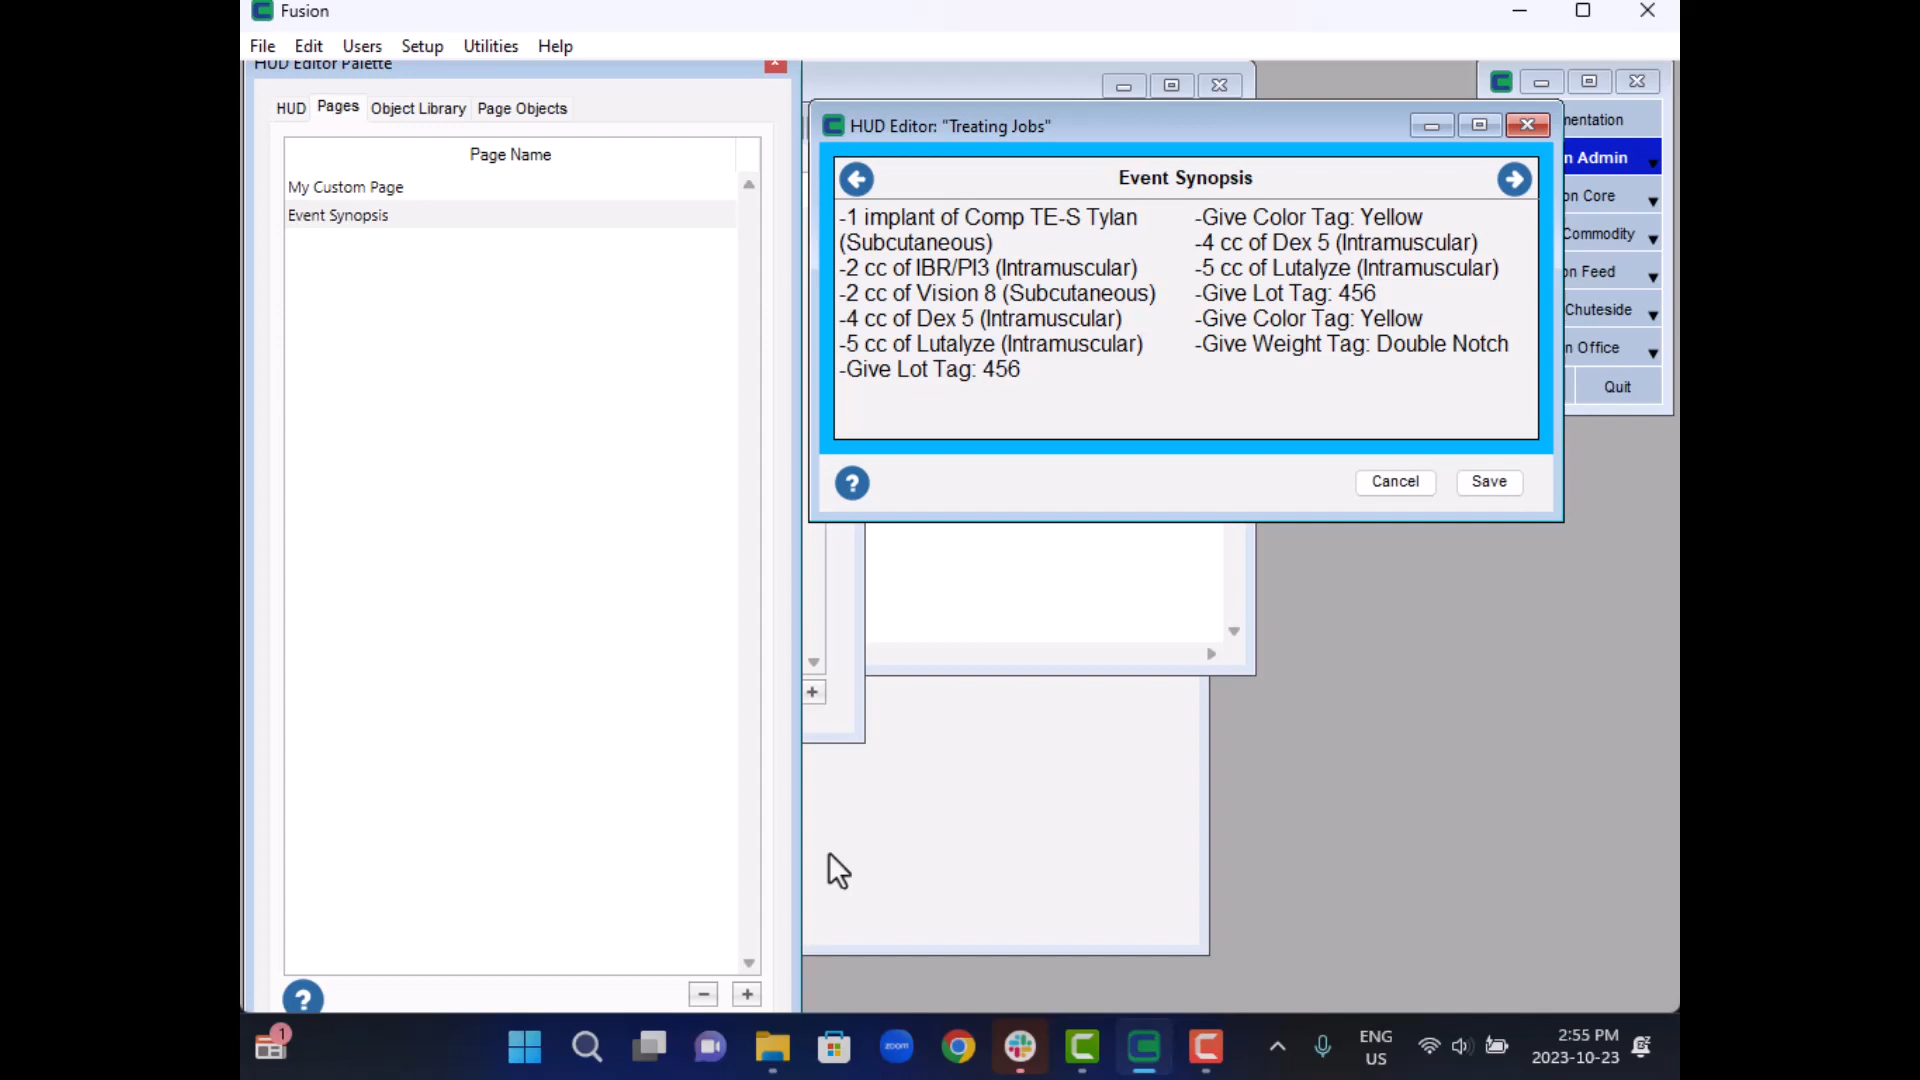 Fusion
File Edit Users Setup Utilities Help
HUD Editor Palette
HUD Pages Object Library Page Objects
Page Name
My Custom Page
Event Synopsis
HUD Editor: "Treating Jobs"
Event Synopsis
-1 implant of Comp TE-S Tylan
(Subcutaneous)
-2 cc of IBR/PI3 (Intramuscular)
-2 cc of Vision 8 (Subcutaneous)
-4 cc of Dex 5 (Intramuscular)
-5 cc of Lutalyze (Intramuscular)
-Give Lot Tag: 456
-Give Color Tag: Yellow
-4 cc of Dex 5 (Intramuscular)
-5 cc of Lutalyze (Intramuscular)
-Give Lot Tag: 456
-Give Color Tag: Yellow
-Give Weight Tag: Double Notch
? Cancel Save
mentation
n Admin
on Core
Commodity
on Feed
Chuteside
n Office
Quit
?
1
zoom
ENG
US
2:55 PM
2023-10-23